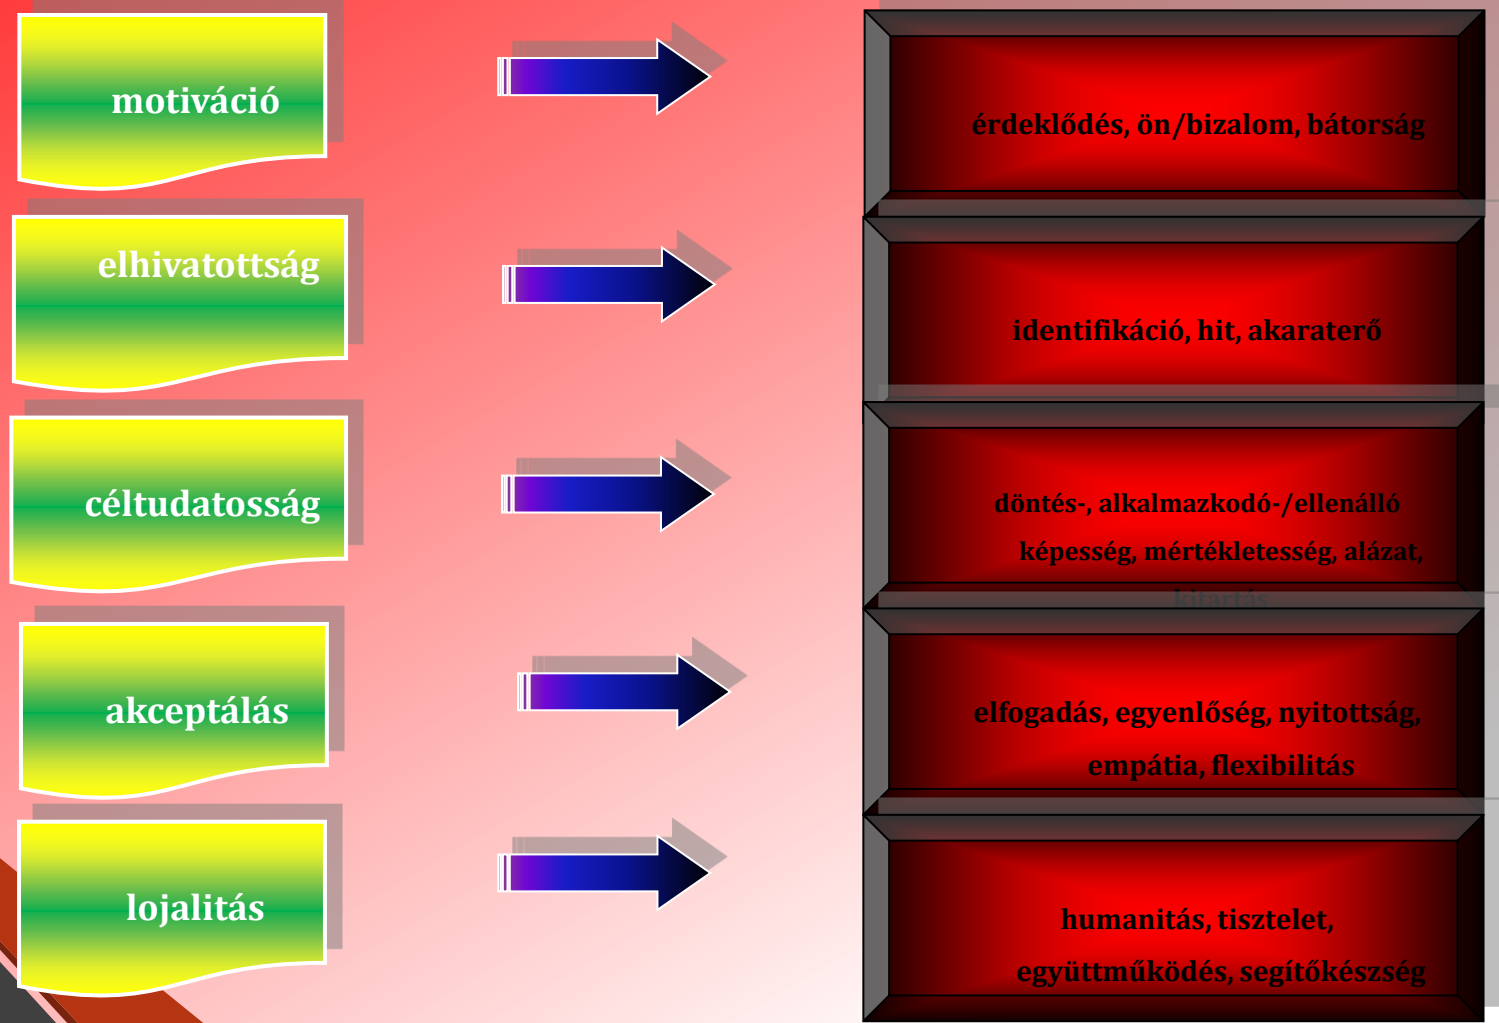 motiváció
érdeklődés, ön/bizalom, bátorság
elhivatottság
identifikáció, hit, akaraterő
céltudatosság
döntés-, alkalmazkodó-/ellenálló
képesség, mértékletesség, alázat,
kitartás
akceptálás
elfogadás, egyenlőség, nyitottság,
empátia, flexibilitás
lojalitás
humanitás, tisztelet,
együttműködés, segítőkészség